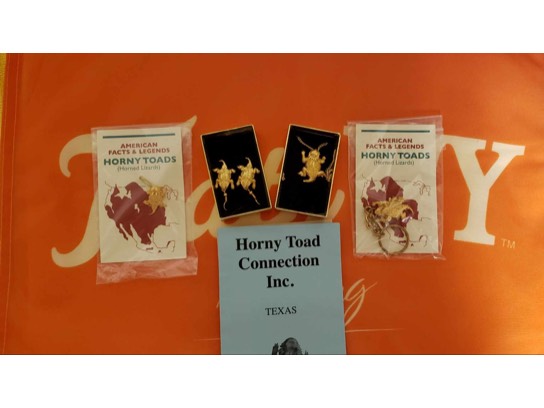 AMERICAN
FACTS & LEGENDS
HORNY TOADS
(Horned Lizards)
AMERICAN
FACTS & LEGENDS
HORNY TOADS
(Horned Lizards)
Y
TM
Horny Toad
Connection
Inc.
TEXAS